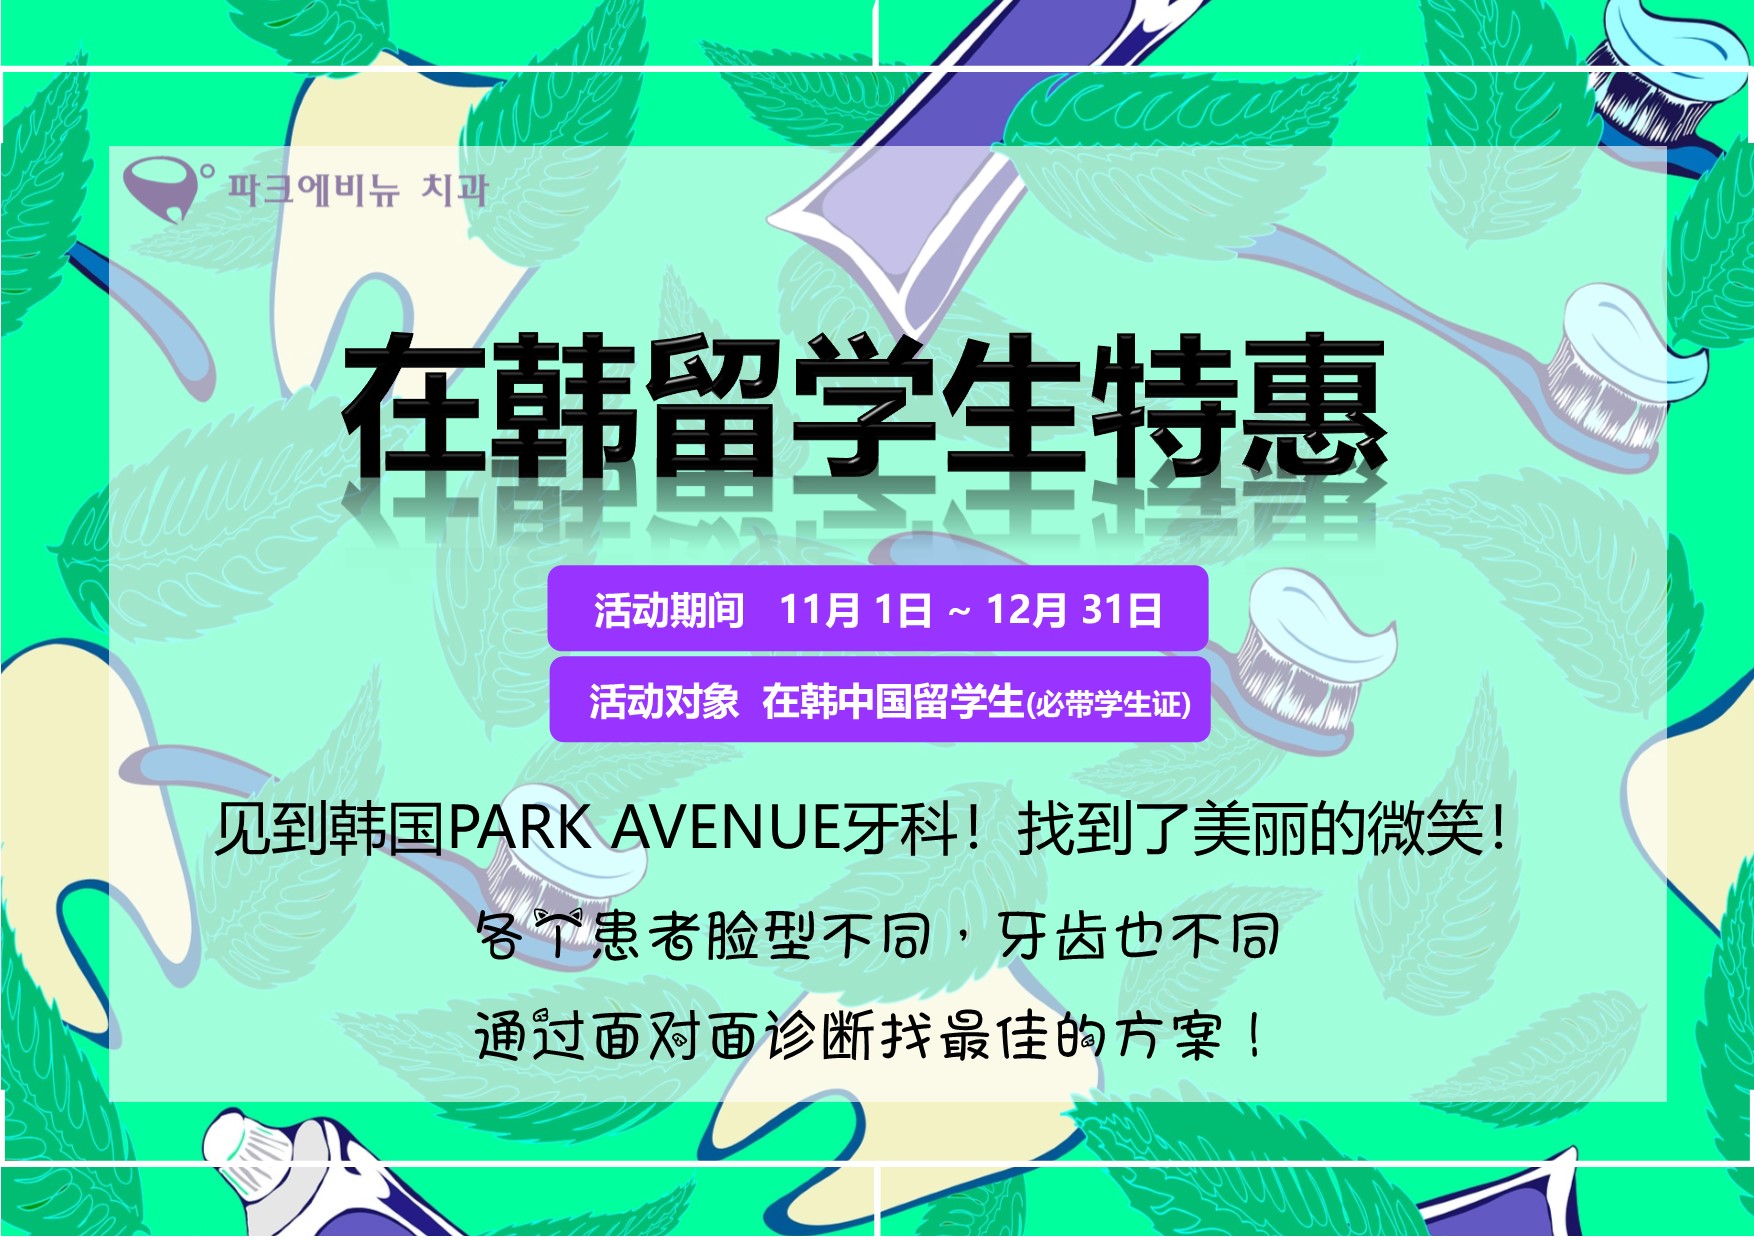 파크에비뉴 치과
在韩留学生特惠
活动期间 11月 1日 ~ 12月 31日
活动对象 在韩中国留学生(必带学生证)
见到韩国PARK AVENUE牙科！找到了美丽的微笑！
各个患者脸型不同，牙齿也不同
通过面对面诊断找最佳的方案！